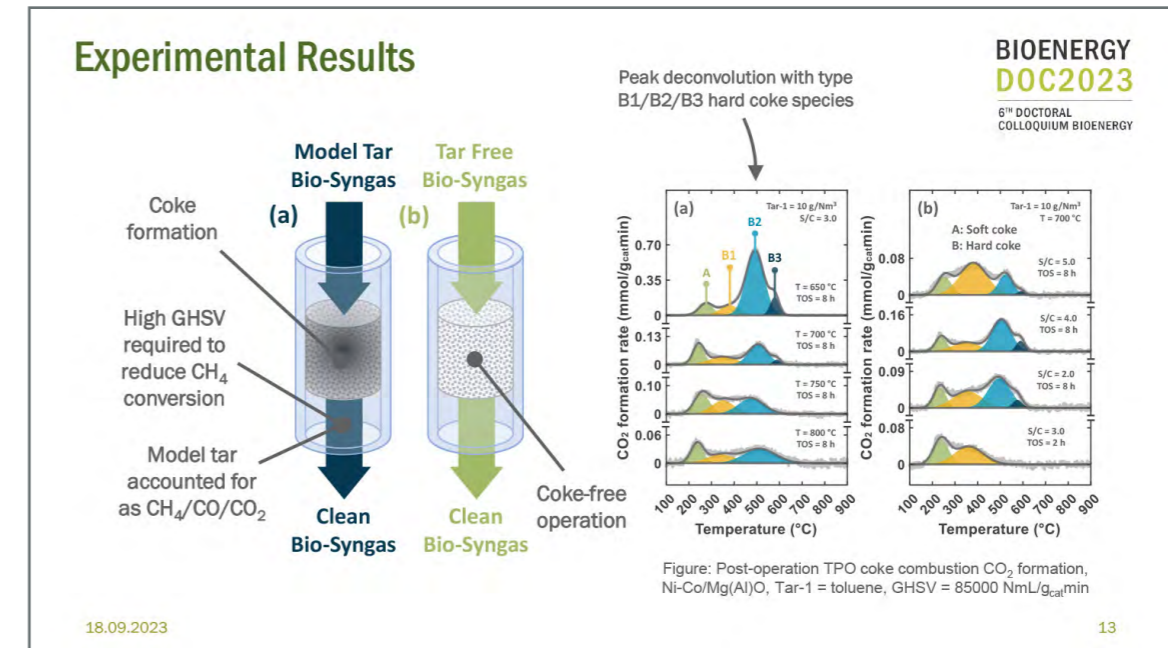 Experimental Results
BIOENERGY
DOC2023
6TH DOCTORAL
COLLOQUIUM BIOENERGY
Peak deconvolution with type
B1/B2/B3 hard coke species
Model Tar
Bio-Syngas
Tar Free
Bio-Syngas
(a)
(b)
Coke
formation
High GHSV
required to
reduce CH4
conversion
Model tar
accounted for
as CH4/CO/CO2
Clean
Bio-Syngas
Clean
Bio-Syngas
Coke-free
operation
CO2 formation rate (mmol/gcatmin)
(a)
Tar-1 = 10 g/Nm³
S/C = 3.0
A
B1
B2
B3
0.70
0.35
0
T = 650 °C
TOS = 8 h
0.13
0
T = 700 °C
TOS = 8 h
0.10
0
T = 750 °C
TOS = 8 h
0.06
0
T = 800 °C
TOS = 8 h
100 200 300 400 500 600 700 800 900
Temperature (°C)
CO2 formation rate (mmol/gcatmin)
(b)
Tar-1 = 10 g/Nm³
T = 700 °C
A: Soft coke
B: Hard coke
0.08
0
S/C = 5.0
TOS = 8 h
0.16
0
S/C = 4.0
TOS = 8 h
0.09
0
S/C = 2.0
TOS = 8 h
0.08
0
S/C = 3.0
TOS = 2 h
100 200 300 400 500 600 700 800 900
Temperature (°C)
Figure: Post-operation TPO coke combustion CO2 formation,
Ni-Co/Mg(Al)O, Tar-1 = toluene, GHSV = 85000 NmL/gcatmin
18.09.2023
13